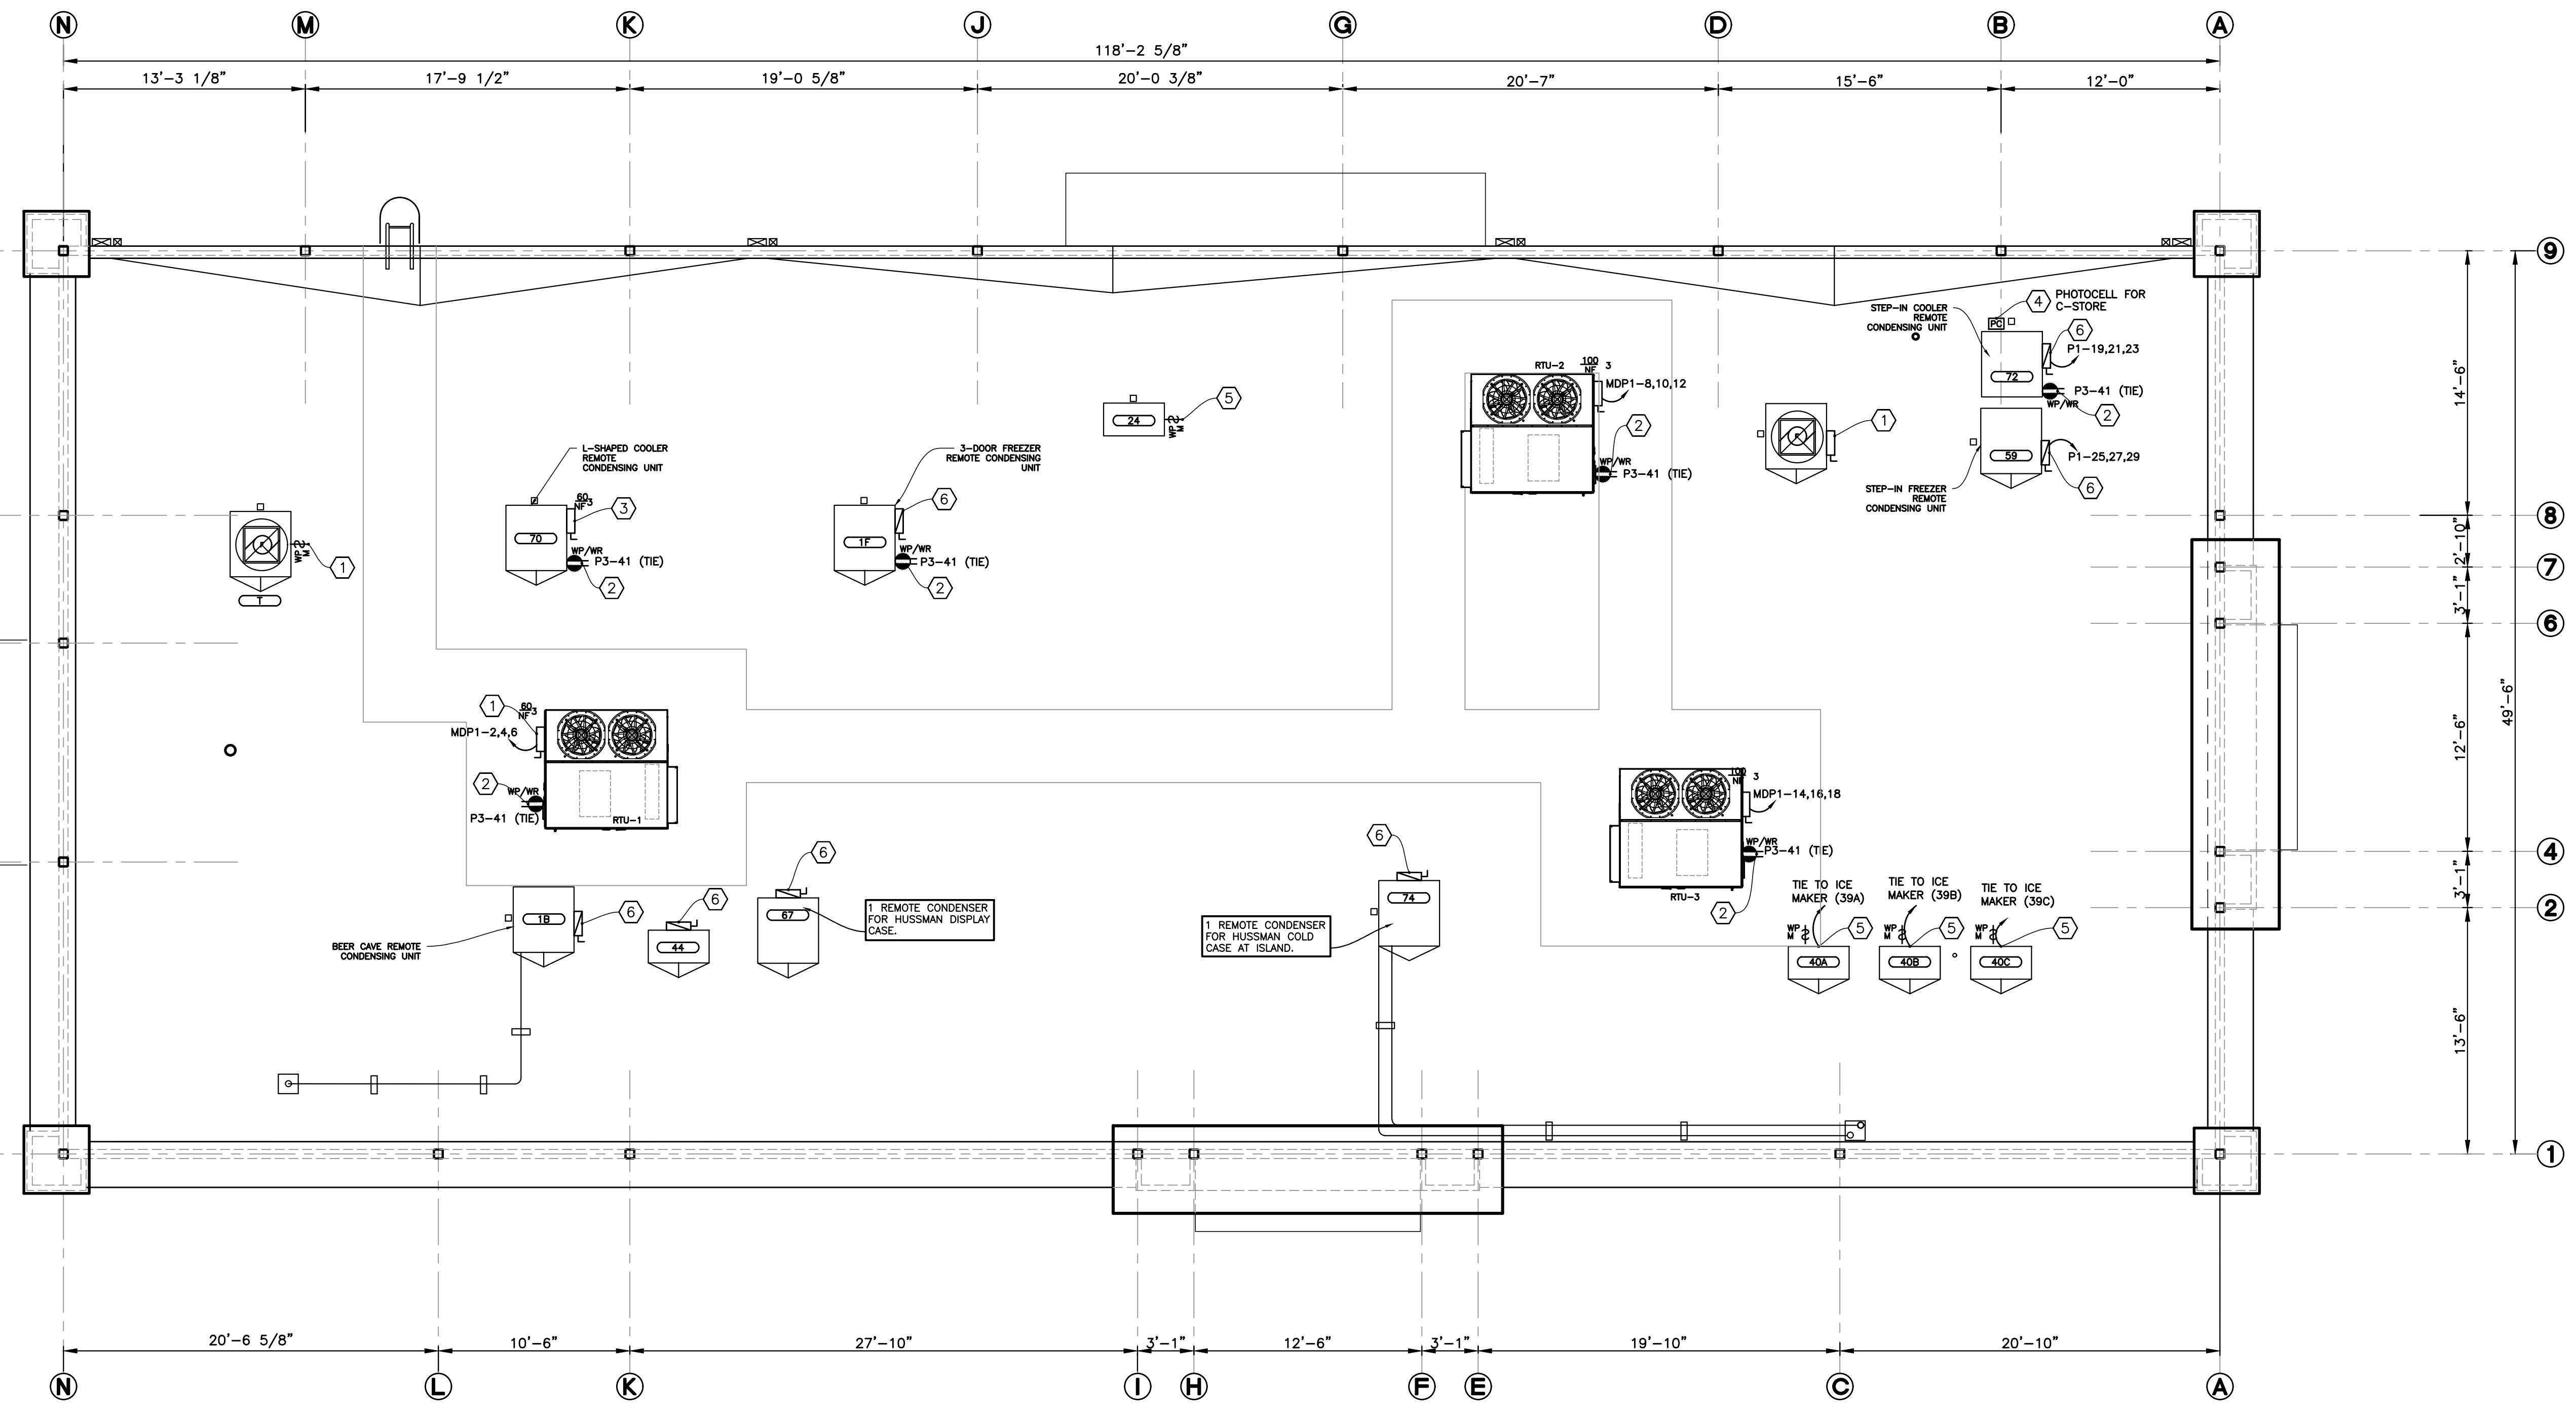 N
M
K
J
G
D
B
A
118'-2 5/8"
13'-3 1/8"
17'-9 1/2"
19'-0 5/8"
20'-0 3/8"
20'-7"
15'-6"
12'-0"
9
PHOTOCELL FOR
C-STORE
4
STEP-IN COOLER
REMOTE
CONDENSING UNIT
PC
6
P1-19,21,23
72
P3-41 (TIE)
WP/WR
2
14'-6"
RTU-2
100
NF
3
MDP1-8,10,12
2
WP/WR
P3-41 (TIE)
24
WP
M
5
1
59
P1-25,27,29
6
STEP-IN FREEZER
REMOTE
CONDENSING UNIT
L-SHAPED COOLER
REMOTE
CONDENSING UNIT
60
NF
3
3
70
WP/WR
P3-41 (TIE)
2
3-DOOR FREEZER
REMOTE CONDENSING
UNIT
6
1F
WP/WR
P3-41 (TIE)
2
WP
M
1
T
8
2'-10"
7
3'-1"
6
12'-6"
49'-6"
1
60
NF
3
MDP1-2,4,6
2
WP/WR
P3-41 (TIE)
RTU-1
100
NF
3
MDP1-14,16,18
WP/WR
P3-41 (TIE)
RTU-3
2
4
3'-1"
2
TIE TO ICE
MAKER (39A)
TIE TO ICE
MAKER (39B)
TIE TO ICE
MAKER (39C)
WP
M
5
WP
M
5
WP
M
5
40A
40B
40C
6
74
1 REMOTE CONDENSER
FOR HUSSMAN COLD
CASE AT ISLAND.
6
67
1 REMOTE CONDENSER
FOR HUSSMAN DISPLAY
CASE.
6
44
1B
6
BEER CAVE REMOTE
CONDENSING UNIT
13'-6"
1
20'-6 5/8"
10'-6"
27'-10"
3'-1"
12'-6"
3'-1"
19'-10"
20'-10"
N
L
K
I
H
F
E
C
A